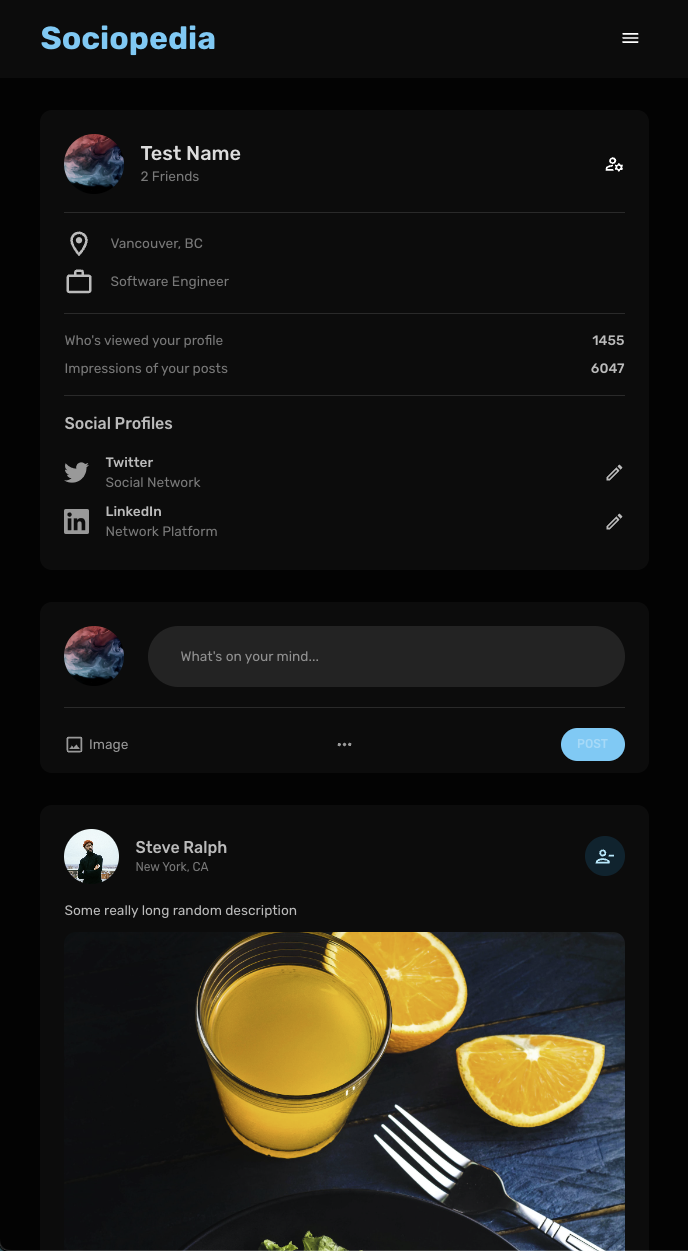 Sociopedia
Test Name
2 Friends
Vancouver, BC
Software Engineer
Who's viewed your profile 1455
Impressions of your posts 6047
Social Profiles
Twitter
Social Network
LinkedIn
Network Platform
What's on your mind...
Image
POST
Steve Ralph
New York, CA
Some really long random description